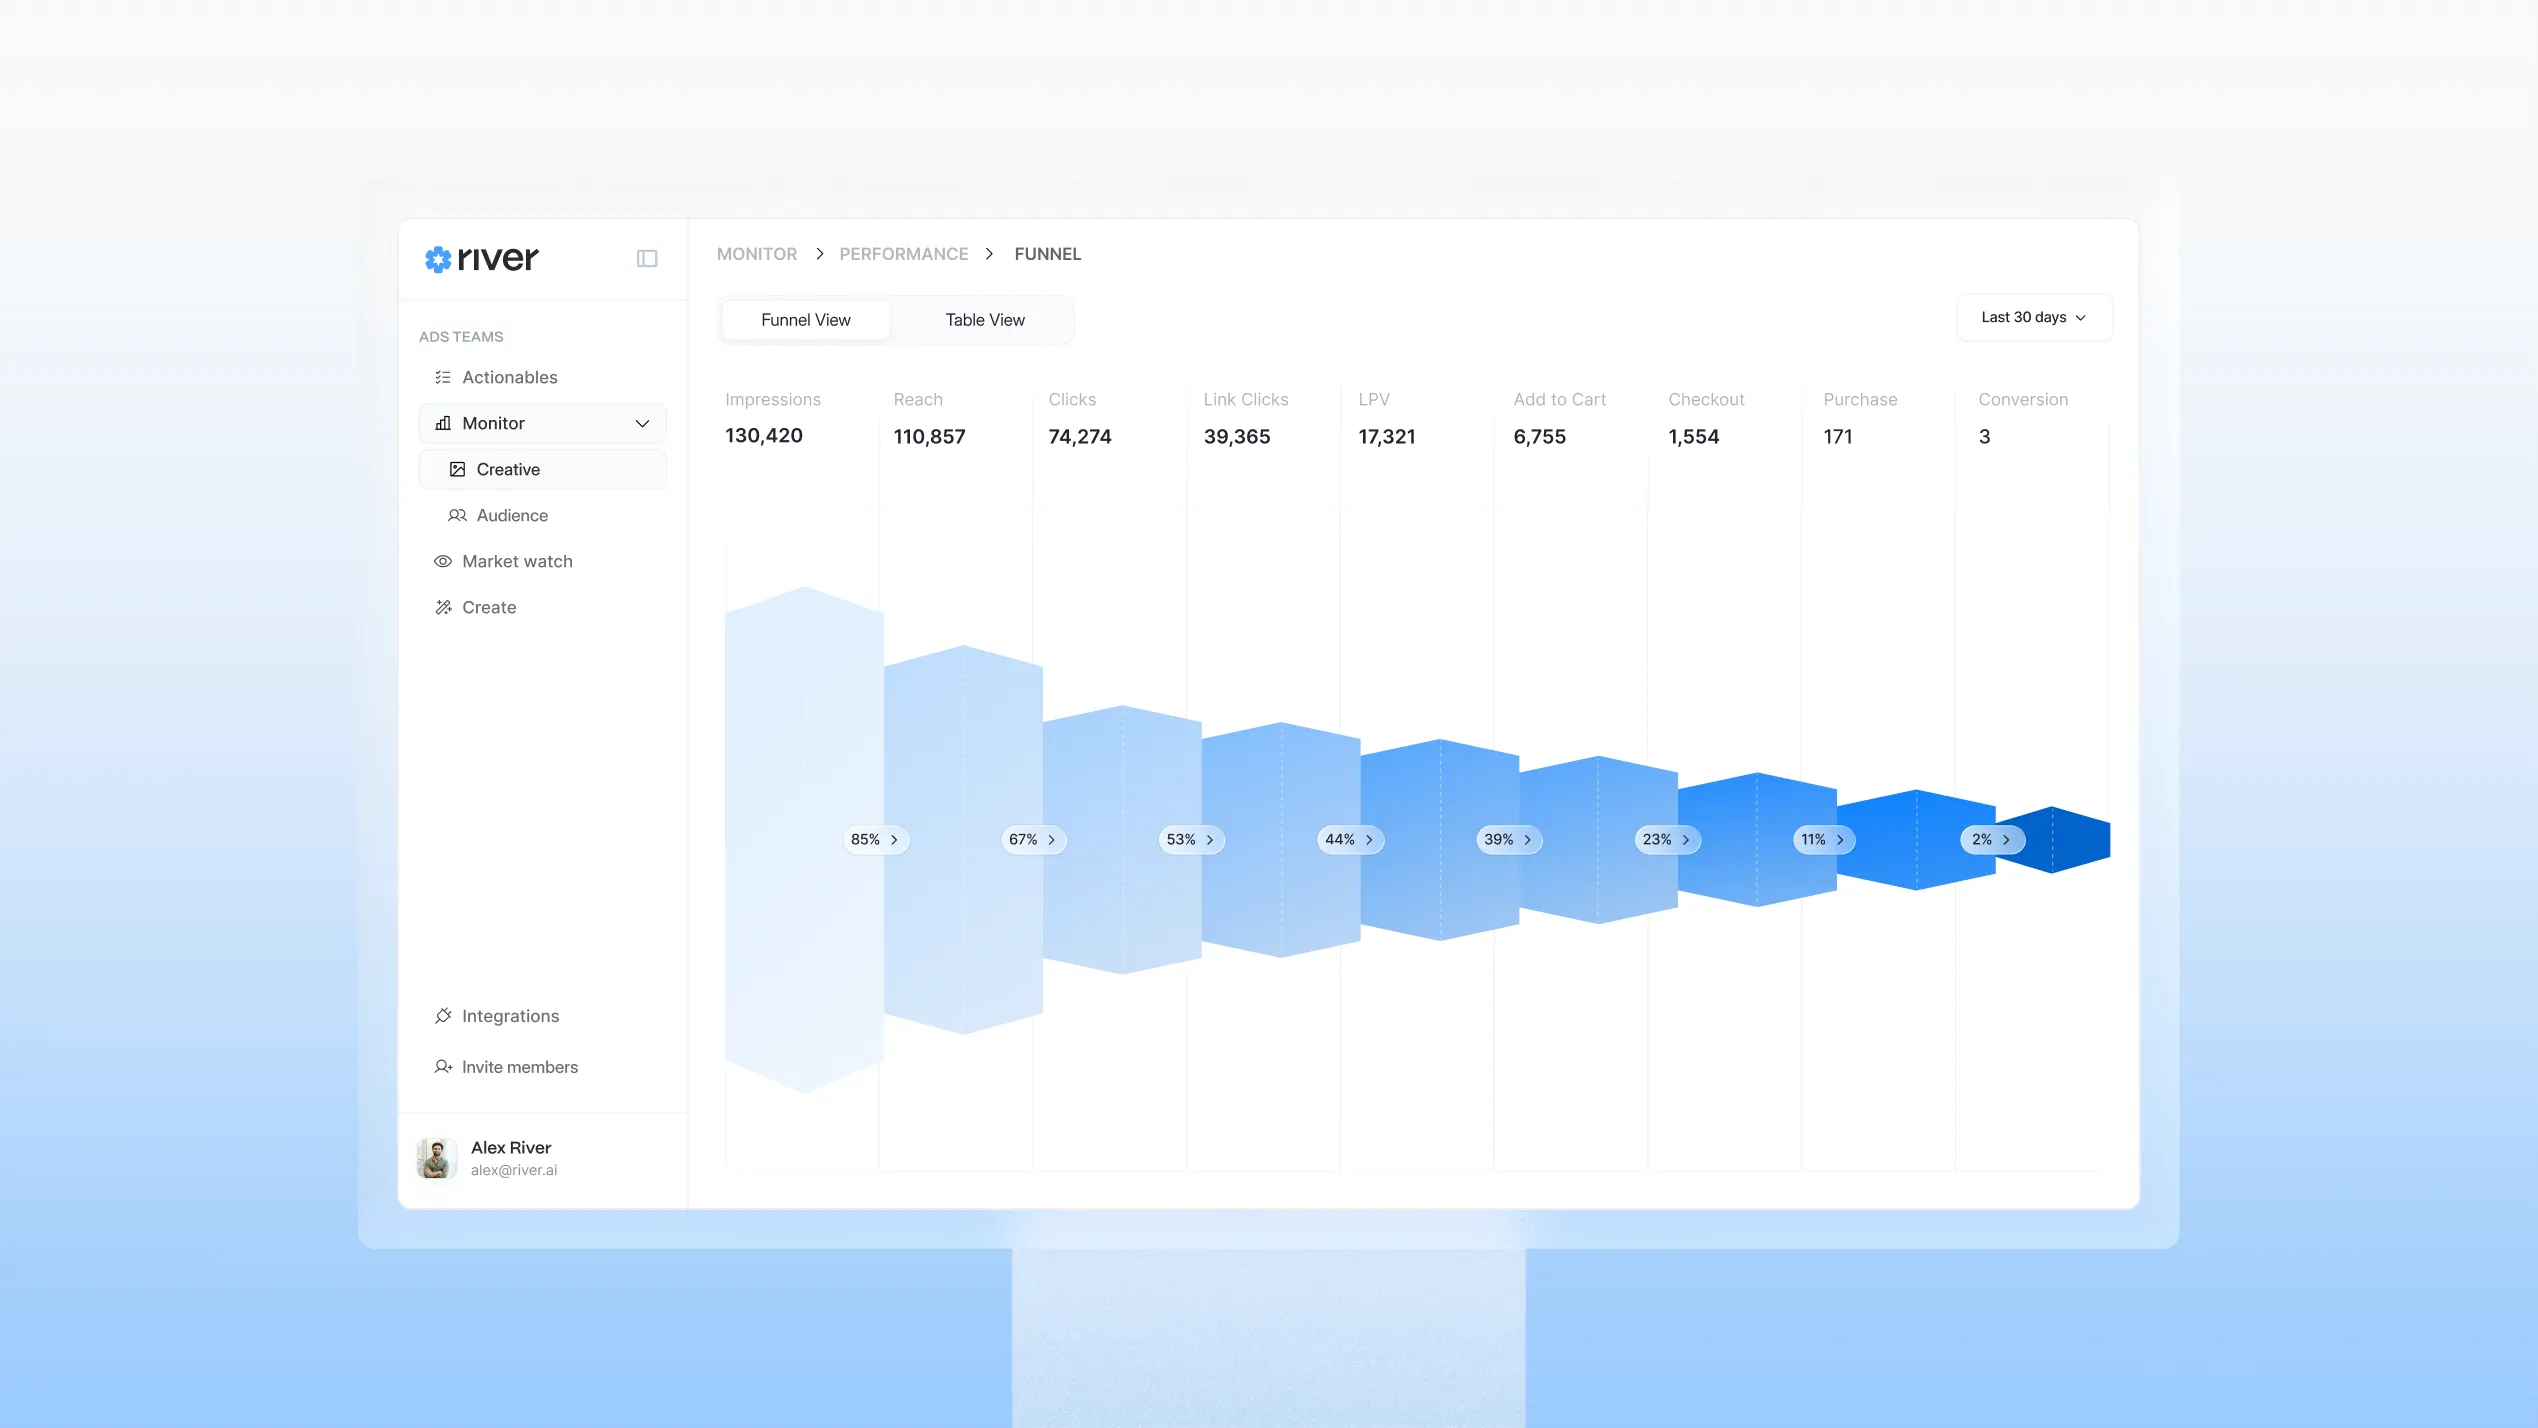 river
ADS TEAMS
Actionables
Monitor
Creative
Audience
Market watch
Create
Integrations
Invite members
Alex River
alex@river.ai
MONITOR > PERFORMANCE > FUNNEL
Funnel View Table View
Last 30 days
Impressions Reach Clicks Link Clicks LPV Add to Cart Checkout Purchase Conversion
130,420 110,857 74,274 39,365 17,321 6,755 1,554 171 3
85% > 67% > 53% > 44% > 39% > 23% > 11% > 2% >